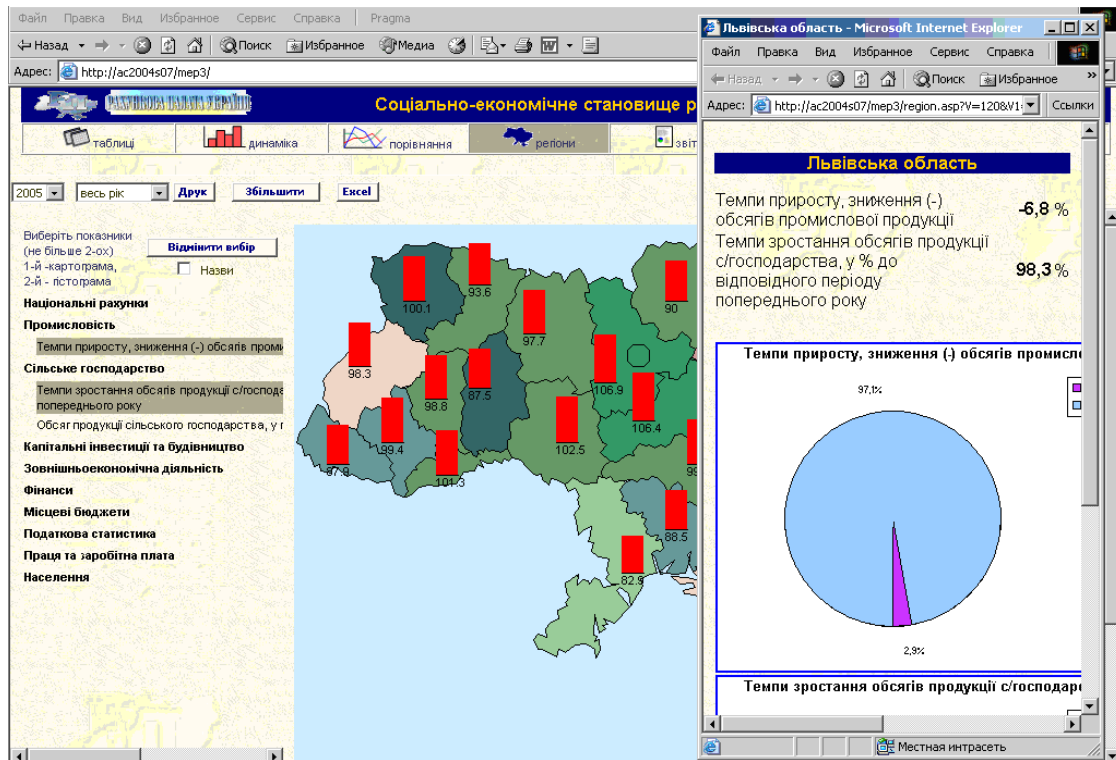 Файл Правка Вид Избранное Сервис Справка Pragma
Назад Поиск Избранное Медиа
Адрес: http://ac2004s07/mep3/
РАХУНКОВА ПАЛАТА УКРАЇНИ
Соціально-економічне становище р
таблиці динаміка порівняння регіони звіт
2005 весь рік Друк Збільшити Excel
Виберіть показники
(не більше 2-ох)
1-й -картограма,
2-й - гістограма
Відмінити вибір
Назви
Національні рахунки
Промисловість
Темпи приросту, зниження (-) обсягів проми
Сільське господарство
Темпи зростання обсягів продукції с/господа
попереднього року
Обсяг продукції сільського господарства, у г
Капітальні інвестиції та будівництво
Зовнішньоекономічна діяльність
Фінанси
Місцеві бюджети
Податкова статистика
Праця та заробітна плата
Населення
100.1
93.6
97.7
90
98.3
98.8
87.5
106.9
106.4
99.4
101.3
102.5
88.5
82.9
Львівська область - Microsoft Internet Explorer
Файл Правка Вид Избранное Сервис Справка
Назад Поиск Избранное »
Адрес: http://ac2004s07/mep3/region.asp?V=120&V1: Ссылки
Львівська область
Темпи приросту, зниження (-)
обсягів промислової продукції
-6,8 %
Темпи зростання обсягів продукції
с/господарства, у % до
відповідного періоду
попереднього року
98,3 %
Темпи приросту, зниження (-) обсягів промисло
97,1%
2,9%
Темпи зростання обсягів продукції с/господар
Местная интрасеть